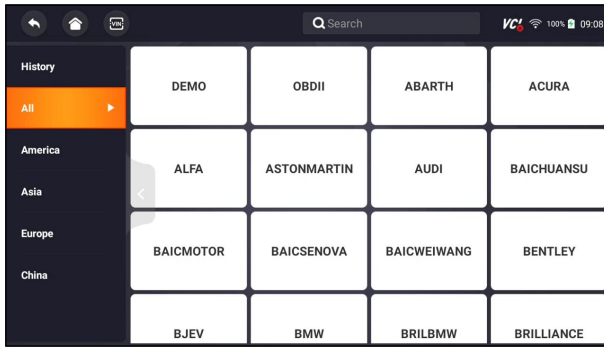 VIN
Search
VCI 100% 09:08
History
All
America
Asia
Europe
China
DEMO OBDII ABARTH ACURA
ALFA ASTONMARTIN AUDI BAICHUANSU
BAICMOTOR BAICSENOVA BAICWEIWANG BENTLEY
BJEV BMW BRILBMW BRILLIANCE